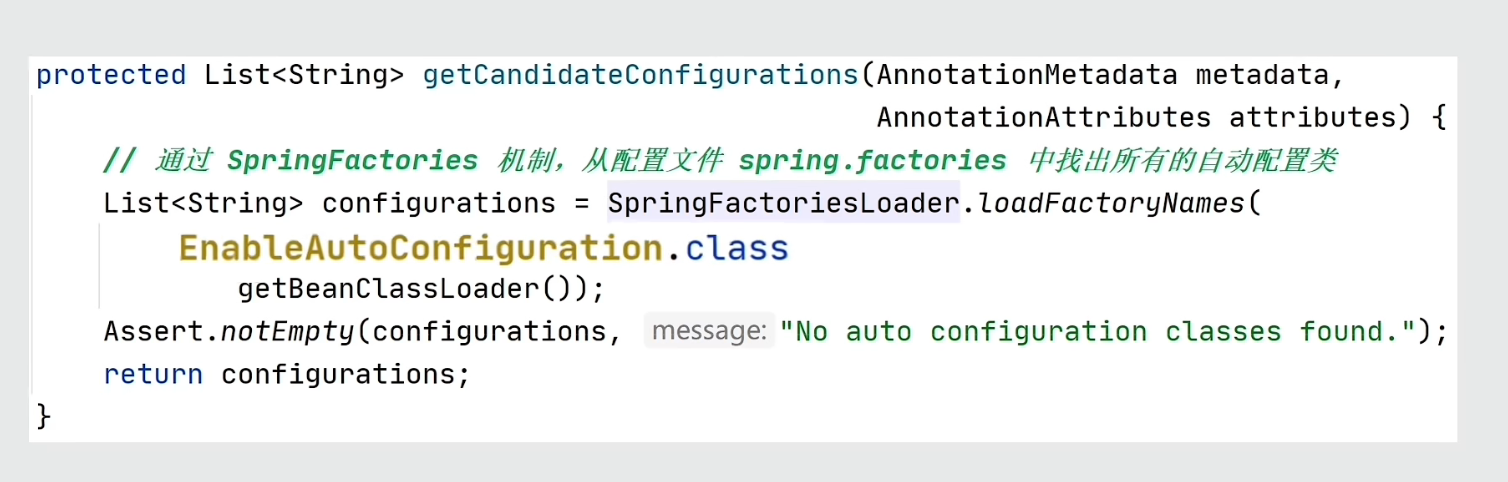 protected List<String> getCandidateConfigurations(AnnotationMetadata metadata,
AnnotationAttributes attributes) {
// 通过 SpringFactories 机制，从配置文件 spring.factories 中找出所有的自动配置类
List<String> configurations = SpringFactoriesLoader.loadFactoryNames(
EnableAutoConfiguration.class
getBeanClassLoader());
Assert.notEmpty(configurations, message: "No auto configuration classes found.");
return configurations;
}